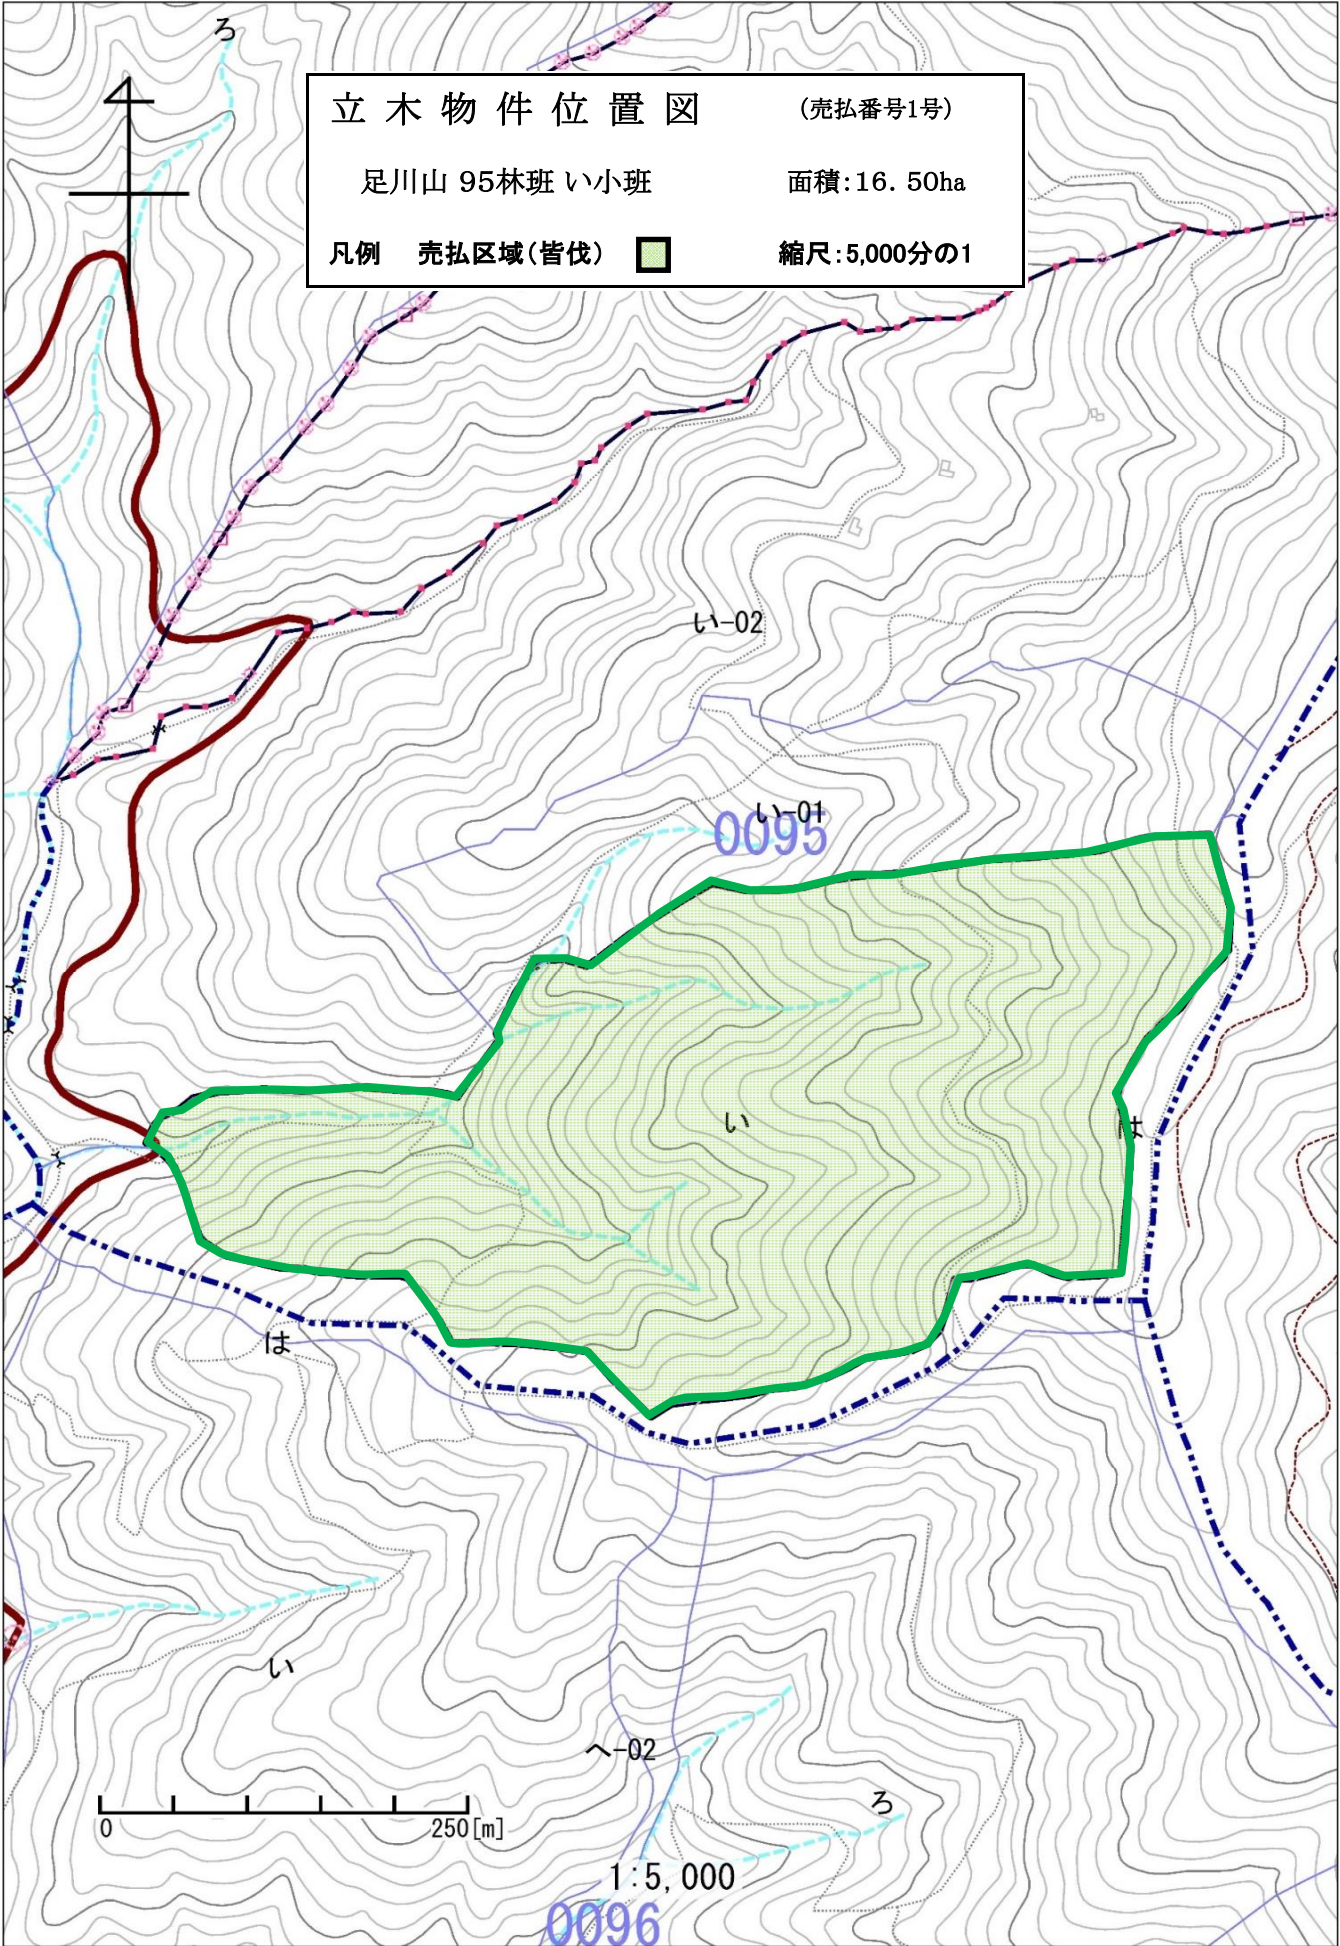 ろ
立木物件位置図 (売払番号1号)
足川山 95林班 い小班 面積:16.50ha
凡例 売払区域(皆伐) 縮尺:5,000分の1
い-02
い-01
0095
い
は
は
い
へ-02
ろ
0 250[m]
1:5,000
0096